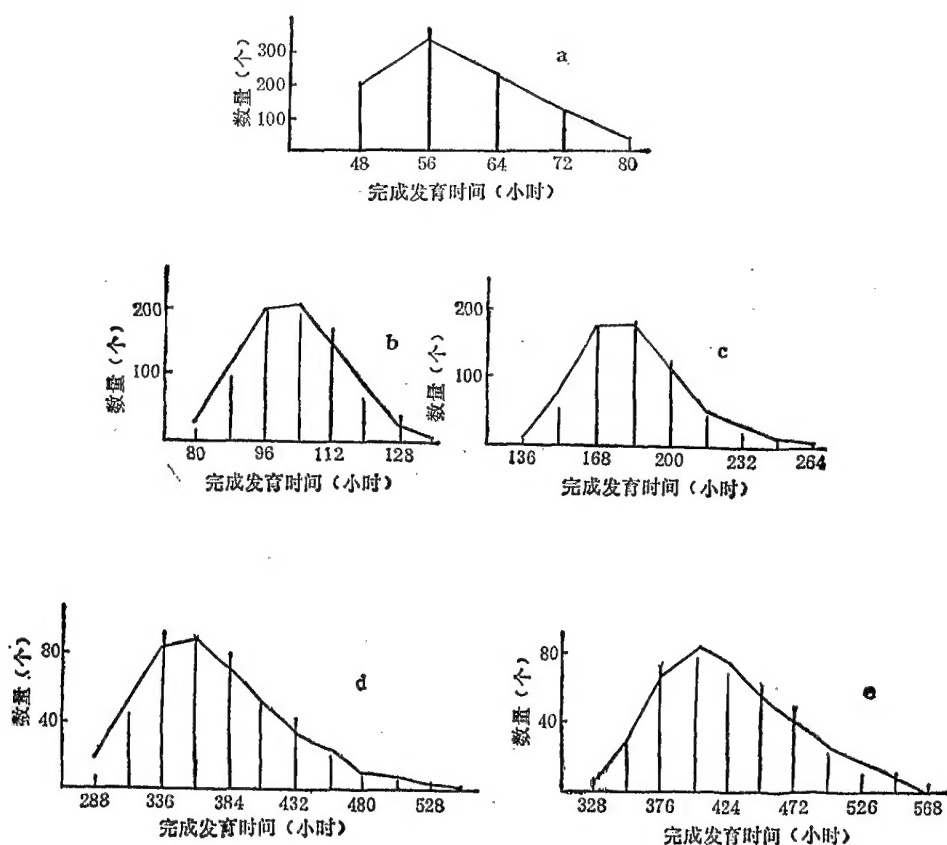 a
数量（个）
300
200
100
48 56 64 72 80
完成发育时间（小时）
b
数量（个）
200
100
80 96 112 128
完成发育时间（小时）
c
数量（个）
200
100
136 168 200 232 264
完成发育时间（小时）
d
数量（个）
80
40
288 336 384 432 480 528
完成发育时间（小时）
e
数量（个）
80
40
328 376 424 472 526 568
完成发育时间（小时）